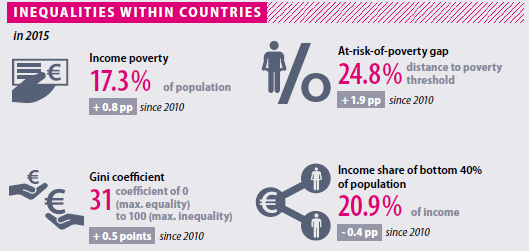 INEQUALITIES WITHIN COUNTRIES
in 2015
Income poverty
17.3% of population
+ 0.8 pp since 2010
At-risk-of-poverty gap
24.8% distance to poverty
threshold
+ 1.9 pp since 2010
Gini coefficient
31 coefficient of 0
(max. equality)
to 100 (max. inequality)
+ 0.5 points since 2010
Income share of bottom 40%
of population
20.9% of income
- 0.4 pp since 2010